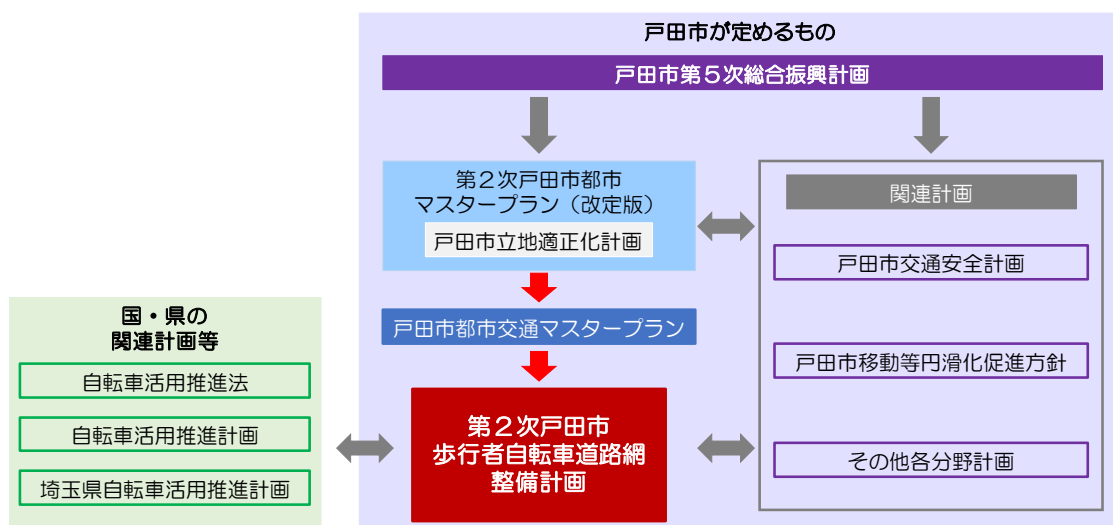 戸田市が定めるもの
戸田市第５次総合振興計画
第２次戸田市都市
マスタープラン（改定版）
戸田市立地適正化計画
戸田市都市交通マスタープラン
第２次戸田市
歩行者自転車道路網
整備計画
関連計画
戸田市交通安全計画
戸田市移動等円滑化促進方針
その他各分野計画
国・県の
関連計画等
自転車活用推進法
自転車活用推進計画
埼玉県自転車活用推進計画